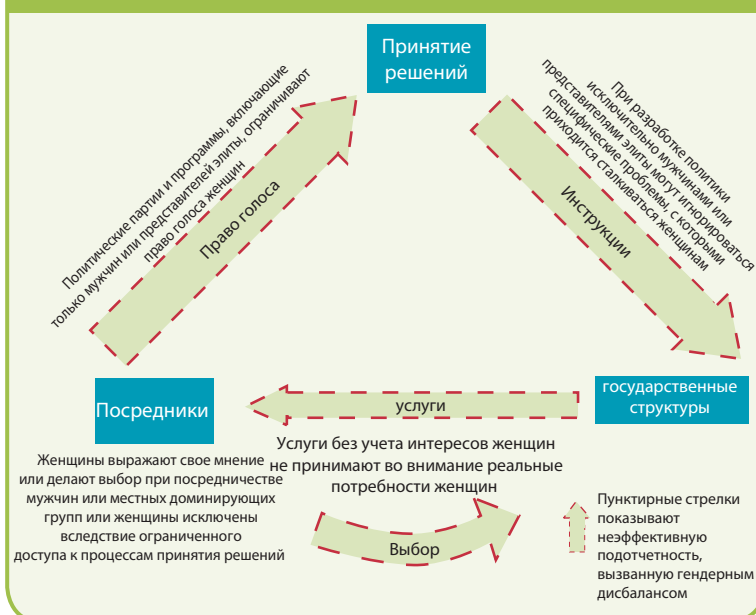 Принятие
решений
Политические партии и программы, включающие
только мужчин или представителей элиты, ограничивают
право голоса женщин
Право голоса
При разработке политики
исключительно мужчинами или
представителями элиты могут игнорироваться
специфические проблемы, с которыми
приходится сталкиваться женщинам
Инструкции
Посредники
услуги
государственные
структуры
Женщины выражают свое мнение
или делают выбор при посредничестве
мужчин или местных доминирующих
групп или женщины исключены
вследствие ограниченного
доступа к процессам принятия решений
Услуги без учета интересов женщин
не принимают во внимание реальные
потребности женщин
Выбор
Пунктирные стрелки
показывают
неэффективную
подотчетность,
вызванную гендерным
дисбалансом